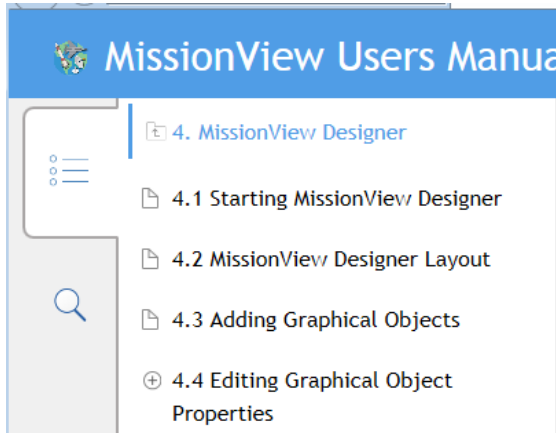 MissionView Users Manua
4. MissionView Designer
4.1 Starting MissionView Designer
4.2 MissionView Designer Layout
4.3 Adding Graphical Objects
4.4 Editing Graphical Object
Properties